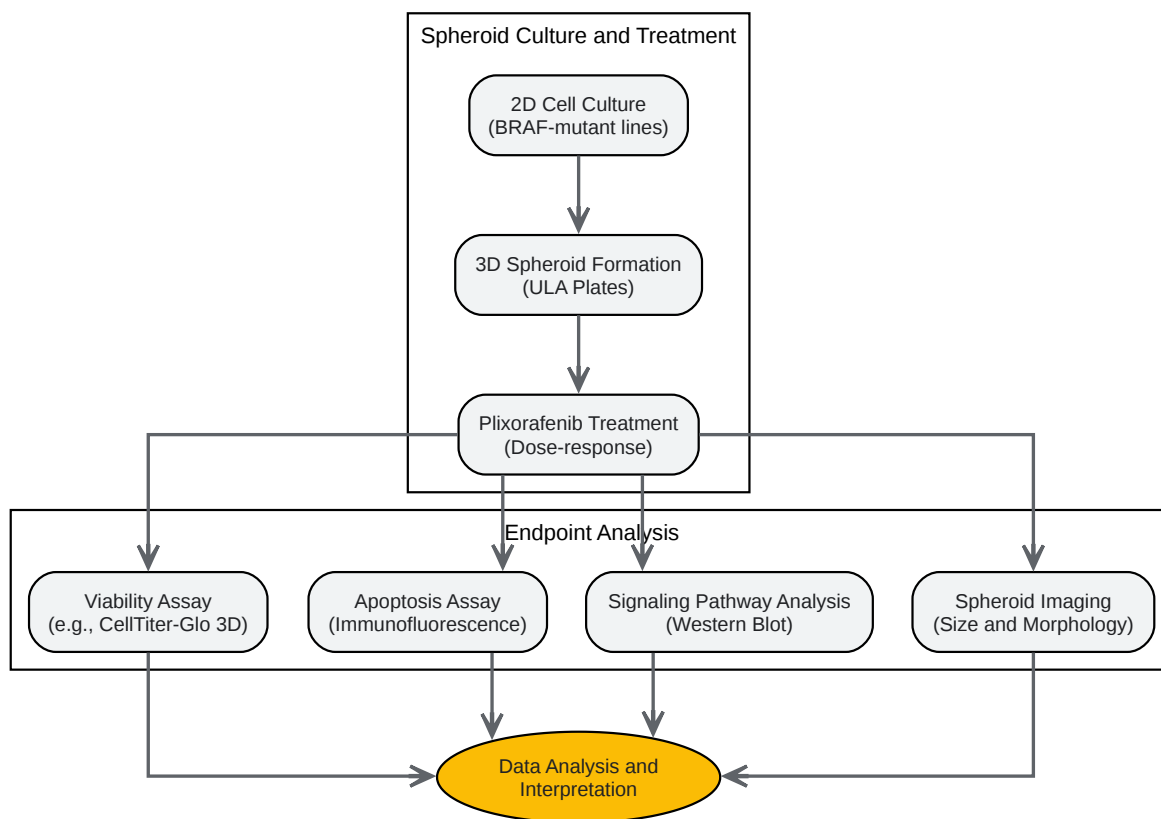 Spheroid Culture and Treatment
2D Cell Culture
(BRAF-mutant lines)
3D Spheroid Formation
(ULA Plates)
Plixorafenib Treatment
(Dose-response)
Endpoint Analysis
Viability Assay
(e.g., CellTiter-Glo 3D)
Apoptosis Assay
(Immunofluorescence)
Signaling Pathway Analysis
(Western Blot)
Spheroid Imaging
(Size and Morphology)
Data Analysis and
Interpretation